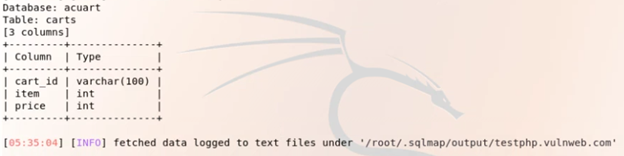 Database: acuart
Table: carts
[3 columns]
+---------+--------------+
| Column  | Type         |
+---------+--------------+
| cart_id | varchar(100) |
| item    | int          |
| price   | int          |
+---------+--------------+
[05:35:04] [INFO] fetched data logged to text files under '/root/.sqlmap/output/testphp.vulnweb.com'